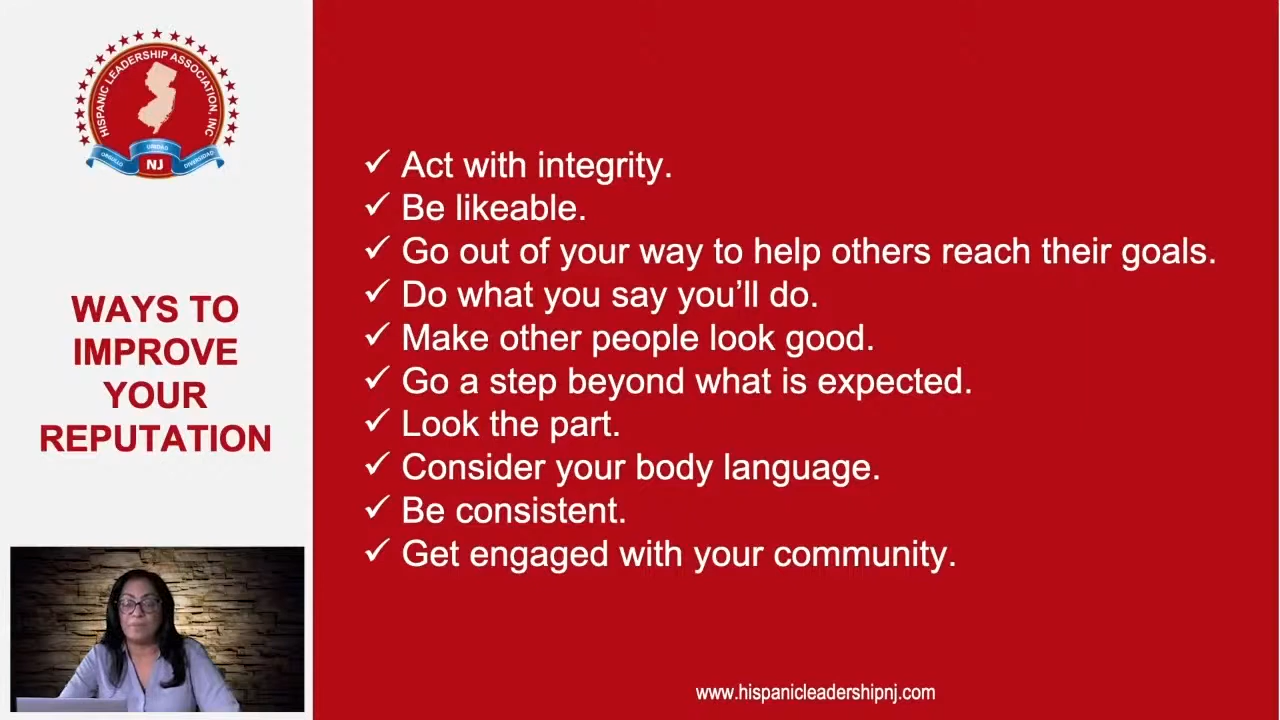 HISPANIC LEADERSHIP ASSOCIATION, INC
ORGULLO
UNIDAD
DIVERSIDAD
NJ
WAYS TO
IMPROVE
YOUR
REPUTATION
✓ Act with integrity.
✓ Be likeable.
✓ Go out of your way to help others reach their goals.
✓ Do what you say you’ll do.
✓ Make other people look good.
✓ Go a step beyond what is expected.
✓ Look the part.
✓ Consider your body language.
✓ Be consistent.
✓ Get engaged with your community.
www.hispanicleadershipnj.com